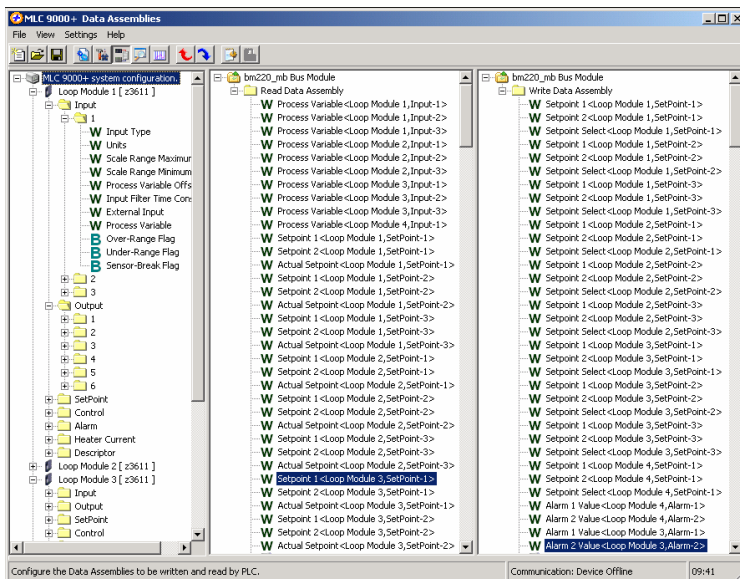 MLC 9000+ Data Assemblies
File View Settings Help
MLC 9000+ system configuration.
Loop Module 1 [ z3611 ]
Input
1
W Input Type
W Units
W Scale Range Maximur
W Scale Range Minimum
W Process Variable Offs
W Input Filter Time Con:
W External Input
W Process Variable
B Over-Range Flag
B Under-Range Flag
B Sensor-Break Flag
2
3
Output
1
2
3
4
5
6
SetPoint
Control
Alarm
Heater Current
Descriptor
Loop Module 2 [ z3611 ]
Loop Module 3 [ z3611 ]
Input
Output
SetPoint
Control
bm220_mb Bus Module
Read Data Assembly
W Process Variable<Loop Module 1,Input-1>
W Process Variable<Loop Module 1,Input-2>
W Process Variable<Loop Module 1,Input-3>
W Process Variable<Loop Module 2,Input-1>
W Process Variable<Loop Module 2,Input-2>
W Process Variable<Loop Module 2,Input-3>
W Process Variable<Loop Module 3,Input-1>
W Process Variable<Loop Module 3,Input-2>
W Process Variable<Loop Module 3,Input-3>
W Process Variable<Loop Module 4,Input-1>
W Setpoint 1<Loop Module 1,SetPoint-1>
W Setpoint 2<Loop Module 1,SetPoint-1>
W Actual Setpoint<Loop Module 1,SetPoint-1>
W Setpoint 1<Loop Module 1,SetPoint-2>
W Setpoint 2<Loop Module 1,SetPoint-2>
W Actual Setpoint<Loop Module 1,SetPoint-2>
W Setpoint 1<Loop Module 1,SetPoint-3>
W Setpoint 2<Loop Module 1,SetPoint-3>
W Actual Setpoint<Loop Module 1,SetPoint-3>
W Setpoint 1<Loop Module 2,SetPoint-1>
W Setpoint 2<Loop Module 2,SetPoint-1>
W Actual Setpoint<Loop Module 2,SetPoint-1>
W Setpoint 1<Loop Module 2,SetPoint-2>
W Setpoint 2<Loop Module 2,SetPoint-2>
W Actual Setpoint<Loop Module 2,SetPoint-2>
W Setpoint 1<Loop Module 2,SetPoint-3>
W Setpoint 2<Loop Module 2,SetPoint-3>
W Actual Setpoint<Loop Module 2,SetPoint-3>
W Setpoint 1<Loop Module 3,SetPoint-1>
W Setpoint 2<Loop Module 3,SetPoint-1>
W Actual Setpoint<Loop Module 3,SetPoint-1>
W Setpoint 1<Loop Module 3,SetPoint-2>
W Setpoint 2<Loop Module 3,SetPoint-2>
W Actual Setpoint<Loop Module 3,SetPoint-2>
bm220_mb Bus Module
Write Data Assembly
W Setpoint 1<Loop Module 1,SetPoint-1>
W Setpoint 2<Loop Module 1,SetPoint-1>
W Setpoint Select<Loop Module 1,SetPoint-1>
W Setpoint 1<Loop Module 1,SetPoint-2>
W Setpoint 2<Loop Module 1,SetPoint-2>
W Setpoint Select<Loop Module 1,SetPoint-2>
W Setpoint 1<Loop Module 1,SetPoint-3>
W Setpoint 2<Loop Module 1,SetPoint-3>
W Setpoint Select<Loop Module 1,SetPoint-3>
W Setpoint 1<Loop Module 2,SetPoint-1>
W Setpoint 2<Loop Module 2,SetPoint-1>
W Setpoint Select<Loop Module 2,SetPoint-1>
W Setpoint 1<Loop Module 2,SetPoint-2>
W Setpoint 2<Loop Module 2,SetPoint-2>
W Setpoint Select<Loop Module 2,SetPoint-2>
W Setpoint 1<Loop Module 2,SetPoint-3>
W Setpoint 2<Loop Module 2,SetPoint-3>
W Setpoint Select<Loop Module 2,SetPoint-3>
W Setpoint 1<Loop Module 3,SetPoint-1>
W Setpoint 2<Loop Module 3,SetPoint-1>
W Setpoint Select<Loop Module 3,SetPoint-1>
W Setpoint 1<Loop Module 3,SetPoint-2>
W Setpoint 2<Loop Module 3,SetPoint-2>
W Setpoint Select<Loop Module 3,SetPoint-2>
W Setpoint 1<Loop Module 3,SetPoint-3>
W Setpoint 2<Loop Module 3,SetPoint-3>
W Setpoint Select<Loop Module 3,SetPoint-3>
W Setpoint 1<Loop Module 4,SetPoint-1>
W Setpoint 2<Loop Module 4,SetPoint-1>
W Setpoint Select<Loop Module 4,SetPoint-1>
W Alarm 1 Value<Loop Module 4,Alarm-1>
W Alarm 2 Value<Loop Module 4,Alarm-2>
W Alarm 1 Value<Loop Module 3,Alarm-1>
W Alarm 2 Value<Loop Module 3,Alarm-2>
Configure the Data Assemblies to be written and read by PLC.
Communication: Device Offline
09:41